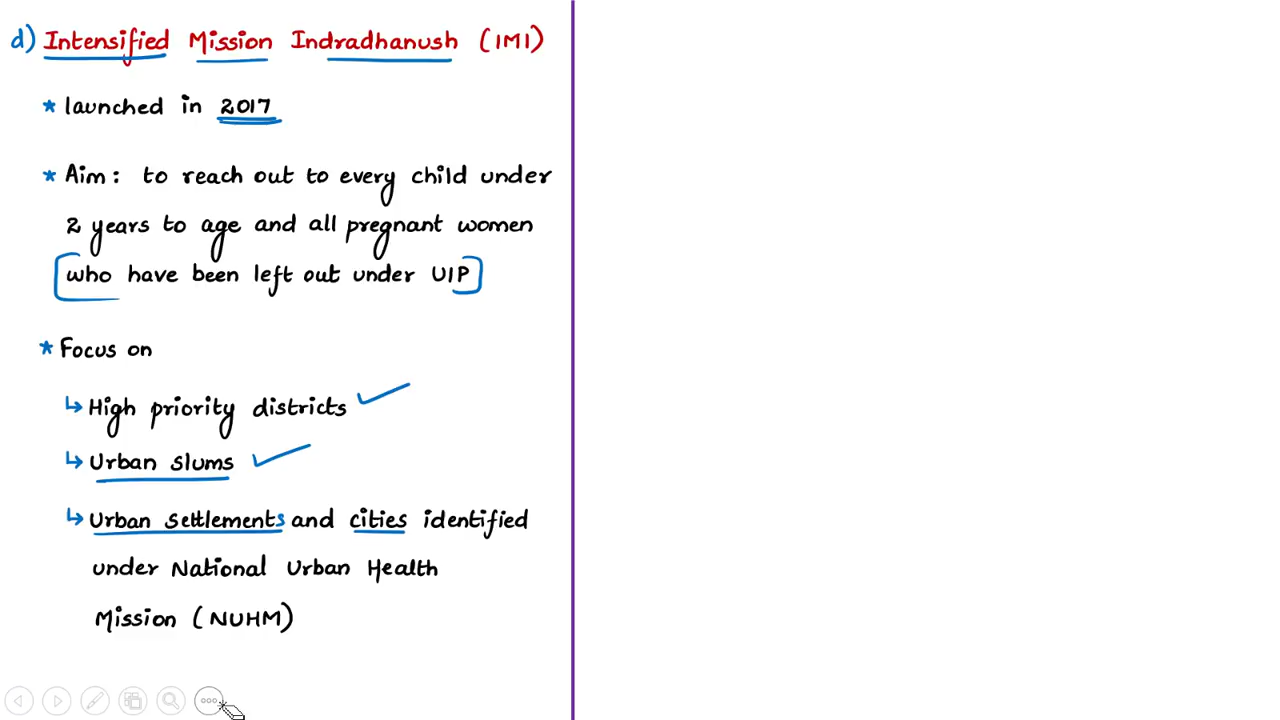 d) Intensified Mission Indradhanush (IMI)
* launched in 2017
* Aim: to reach out to every child under
2 years to age and all pregnant women
[who have been left out under UIP]
* Focus on
↳ High priority districts ✓
↳ Urban slums ✓
↳ Urban settlements and cities identified
under National Urban Health
Mission (NUHM)